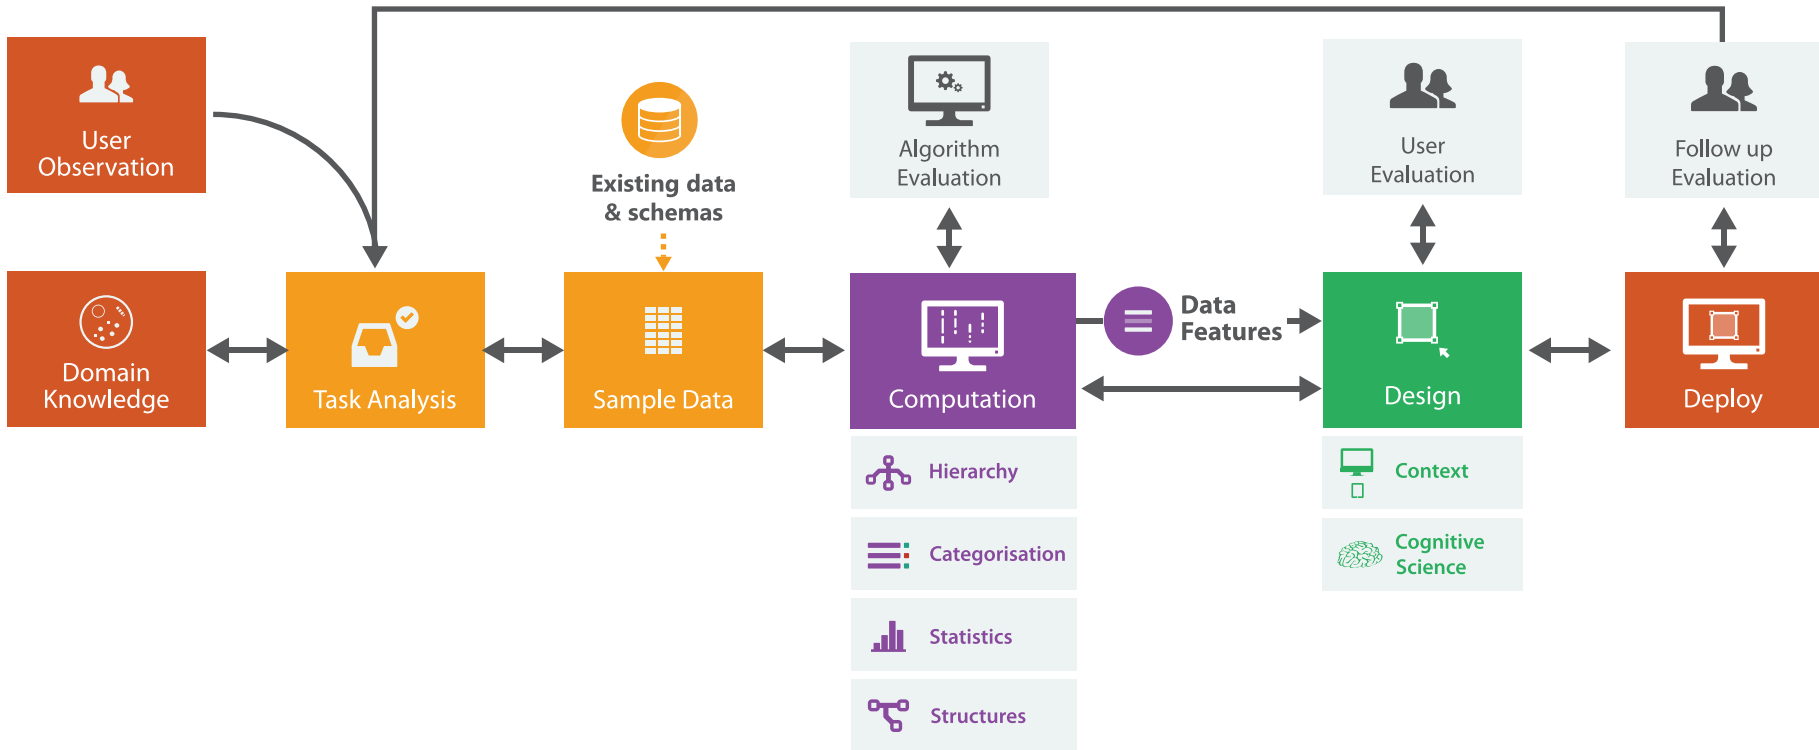 User
Observation
Domain
Knowledge
Task Analysis
Existing data
& schemas
Sample Data
Algorithm
Evaluation
Computation
Hierarchy
Categorisation
Statistics
Structures
Data
Features
User
Evaluation
Design
Context
Cognitive
Science
Follow up
Evaluation
Deploy